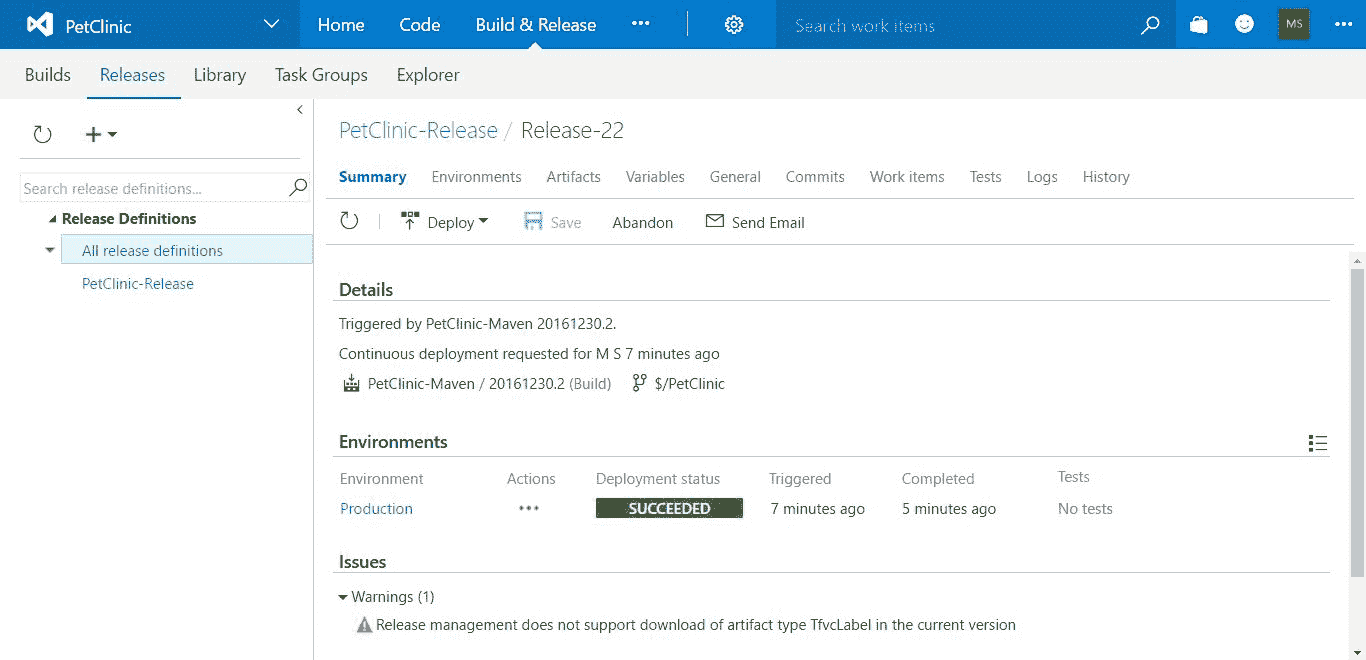 PetClinic Home Code Build & Release ••• Search work items MS •••
Builds Releases Library Task Groups Explorer
Search release definitions...
Release Definitions
All release definitions
PetClinic-Release
PetClinic-Release / Release-22
Summary Environments Artifacts Variables General Commits Work items Tests Logs History
Deploy Save Abandon Send Email
Details
Triggered by PetClinic-Maven 20161230.2.
Continuous deployment requested for M S 7 minutes ago
PetClinic-Maven / 20161230.2 (Build) $/PetClinic
Environments
Environment Actions Deployment status Triggered Completed Tests
Production ••• SUCCEEDED 7 minutes ago 5 minutes ago No tests
Issues
Warnings (1)
Release management does not support download of artifact type TfvcLabel in the current version